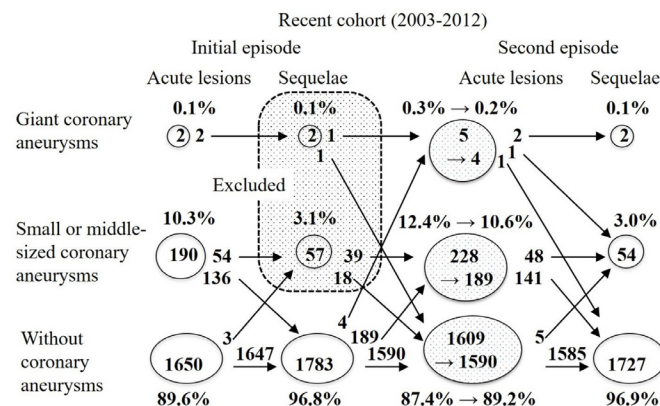 Recent cohort (2003-2012)
Initial episode Second episode
Acute lesions Sequelae Acute lesions Sequelae
0.1% 0.1% 0.3% → 0.2% 0.1%
Giant coronary
aneurysms
2 2 2 1 5 2 2
1 → 4 1 1
Excluded
10.3% 3.1% 12.4% → 10.6% 3.0%
Small or middle-
sized coronary
aneurysms
190 54 57 39 228 48 54
136 18 → 189 141
3 4 189 5
Without
coronary
aneurysms
1650 1647 1783 1590 1609 1585 1727
→ 1590
89.6% 96.8% 87.4% → 89.2% 96.9%